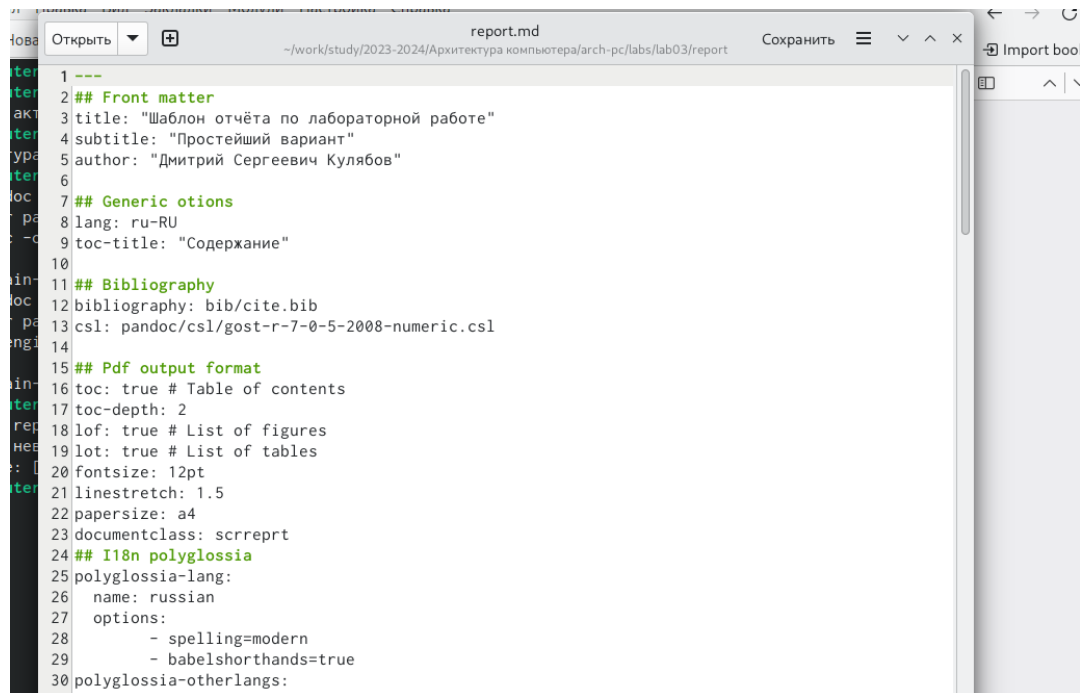 Открыть
report.md
~/work/study/2023-2024/Архитектура компьютера/arch-pc/labs/lab03/report
Сохранить
Import
1 ---
2 ## Front matter
3 title: "Шаблон отчёта по лабораторной работе"
4 subtitle: "Простейший вариант"
5 author: "Дмитрий Сергеевич Кулябов"
6
7 ## Generic otions
8 lang: ru-RU
9 toc-title: "Содержание"
10
11 ## Bibliography
12 bibliography: bib/cite.bib
13 csl: pandoc/csl/gost-r-7-0-5-2008-numeric.csl
14
15 ## Pdf output format
16 toc: true # Table of contents
17 toc-depth: 2
18 lof: true # List of figures
19 lot: true # List of tables
20 fontsize: 12pt
21 linestretch: 1.5
22 papersize: a4
23 documentclass: scrreprt
24 ## I18n polyglossia
25 polyglossia-lang:
26   name: russian
27   options:
28         - spelling=modern
29         - babelshorthands=true
30 polyglossia-otherlangs: